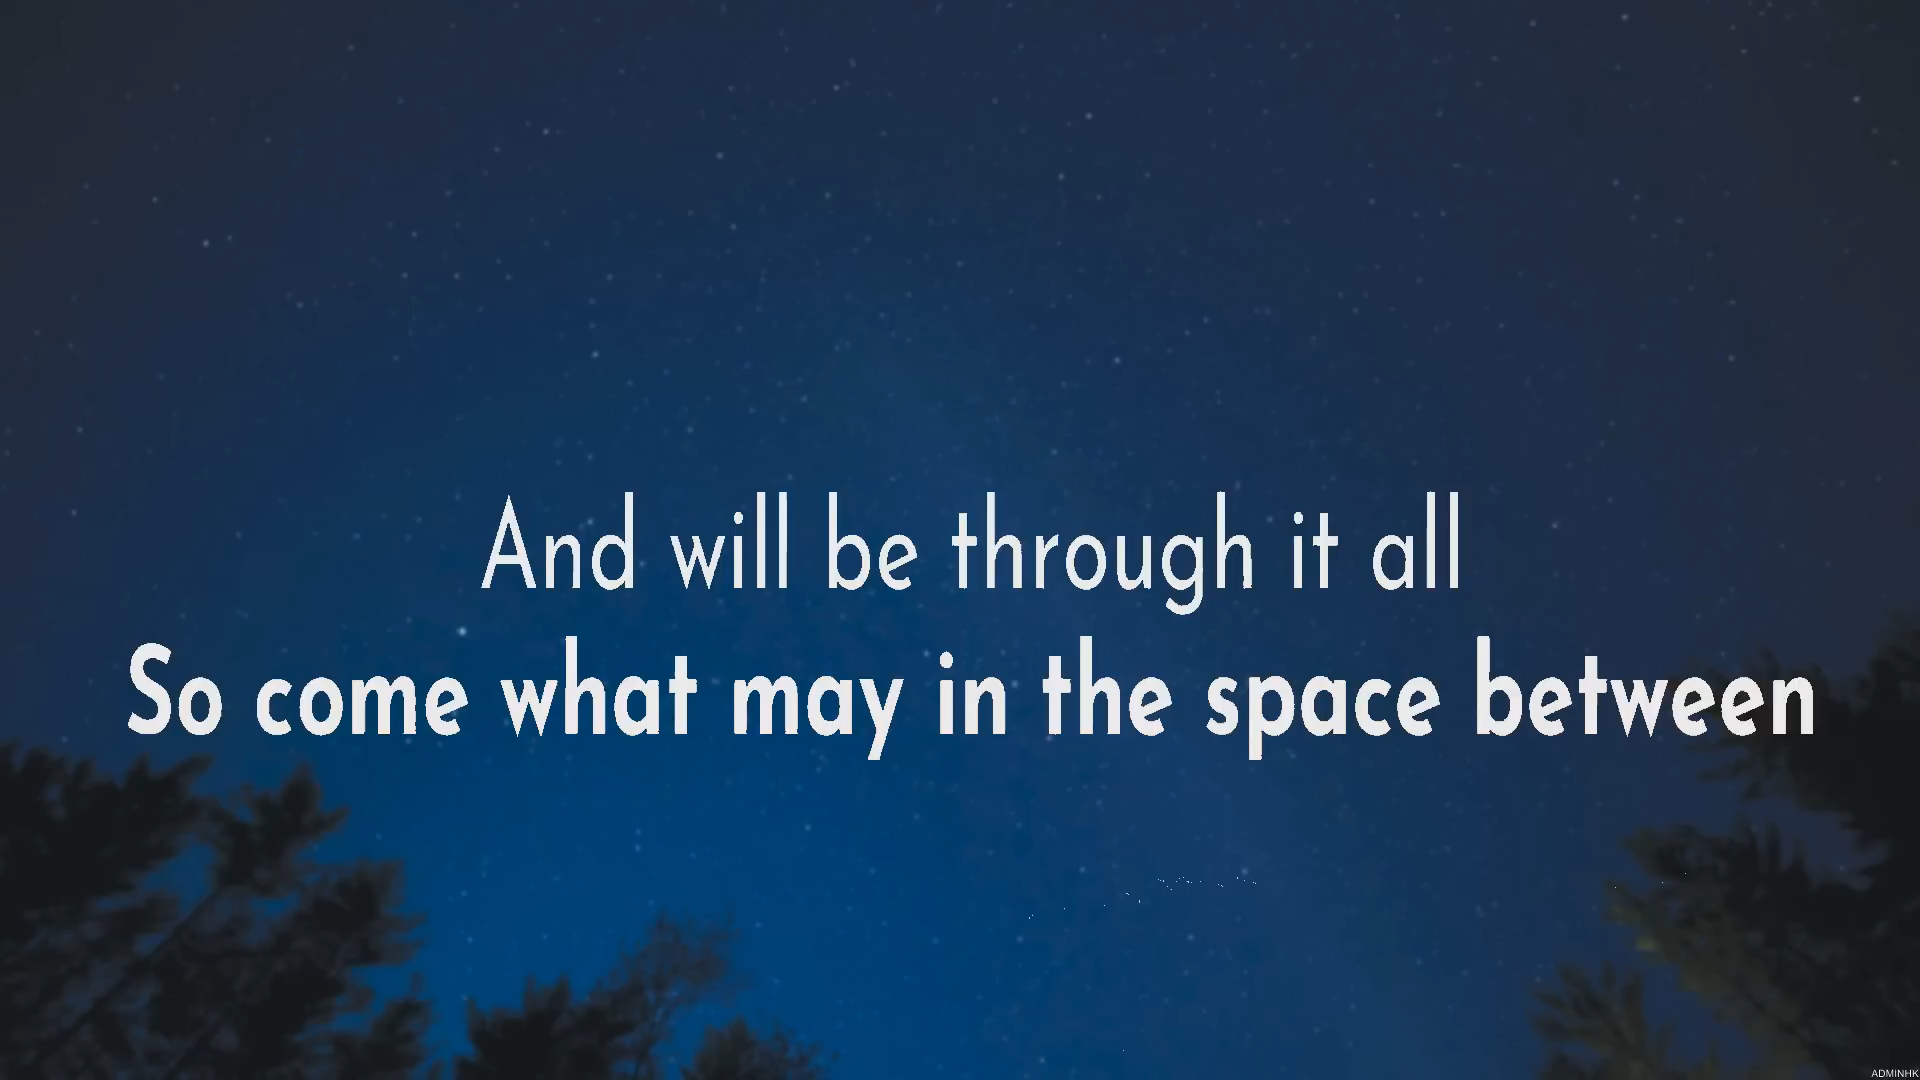 And will be through it all
So come what may in the space between
ADMINHK